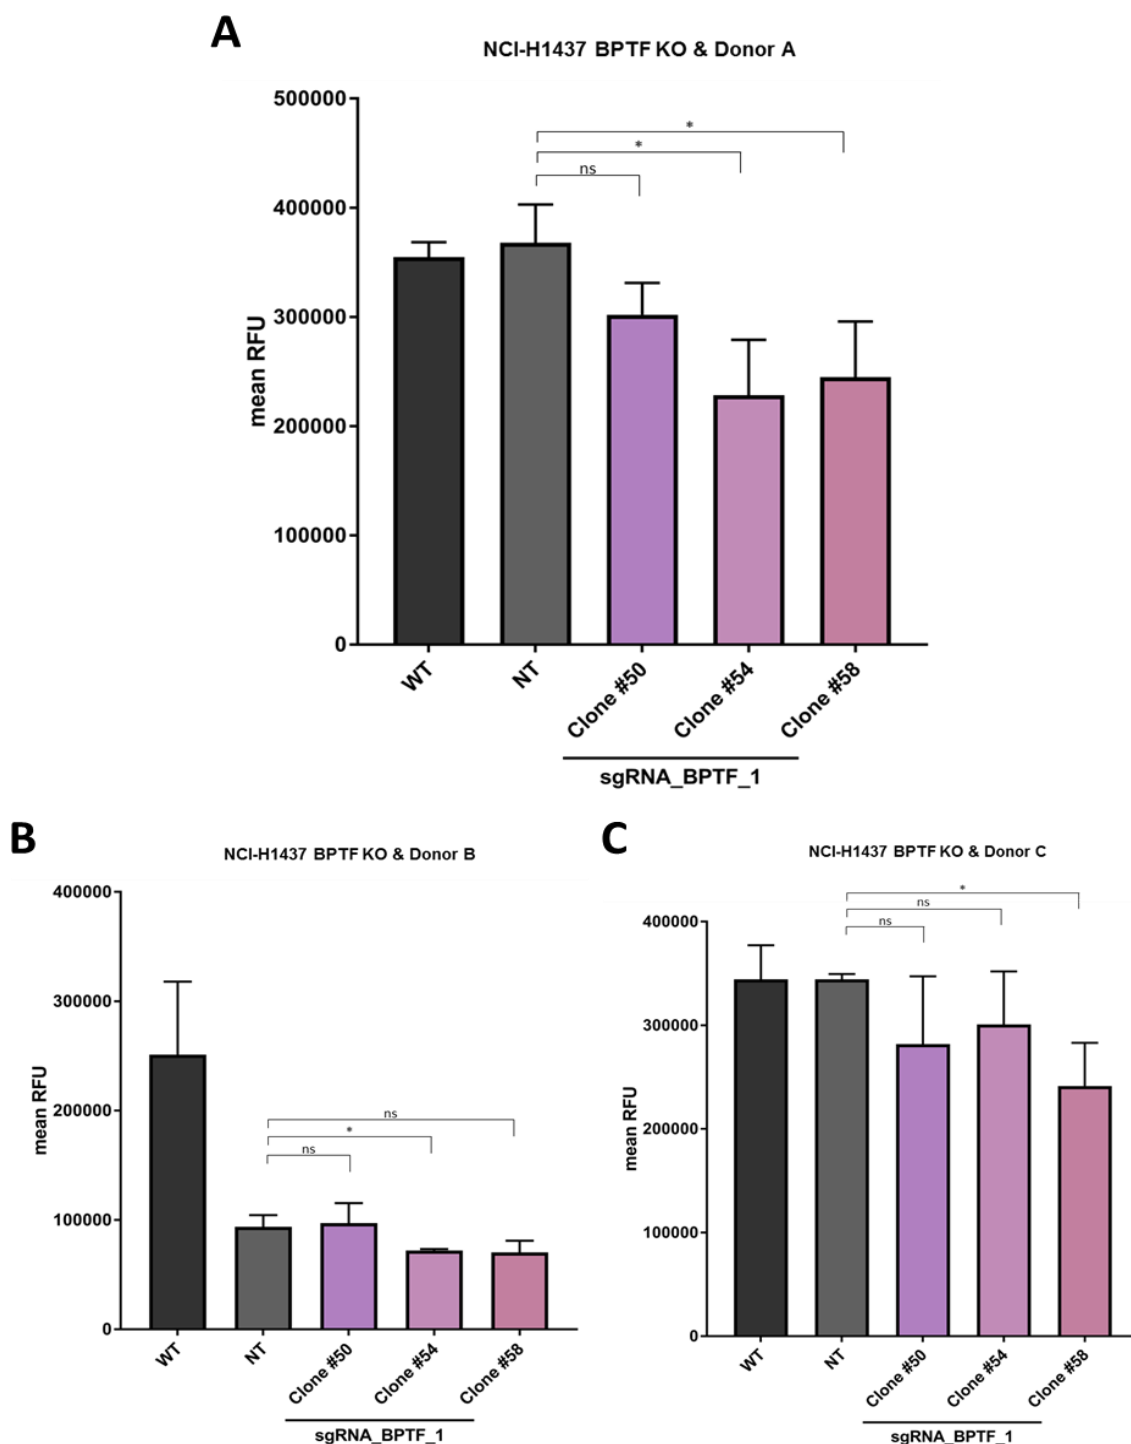 A
NCI-H1437 BPTF KO & Donor A
500000
*
*
ns
400000
300000
mean RFU
200000
100000
0
WT
NT
Clone #50
Clone #54
Clone #58
sgRNA_BPTF_1
B
NCI-H1437 BPTF KO & Donor B
400000
300000
mean RFU
200000
ns
*
ns
100000
0
WT
NT
Clone #50
Clone #54
Clone #58
sgRNA_BPTF_1
C
NCI-H1437 BPTF KO & Donor C
*
ns
ns
400000
300000
mean RFU
200000
100000
0
WT
NT
Clone #50
Clone #54
Clone #58
sgRNA_BPTF_1